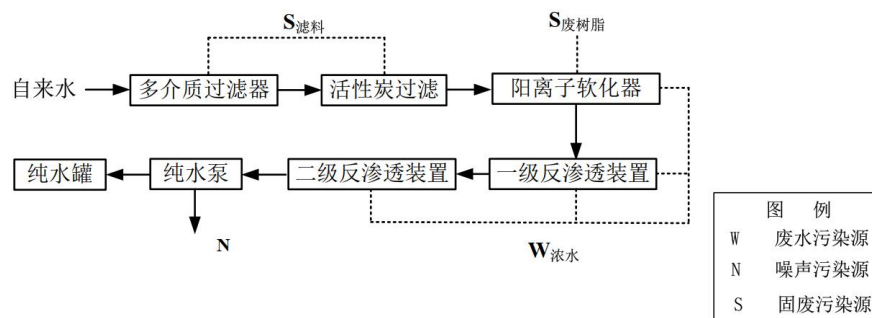 S滤料
S废树脂
自来水
多介质过滤器
活性炭过滤
阳离子软化器
纯水罐
纯水泵
二级反渗透装置
一级反渗透装置
N
W浓水
图 例
W 废水污染源
N 噪声污染源
S 固废污染源